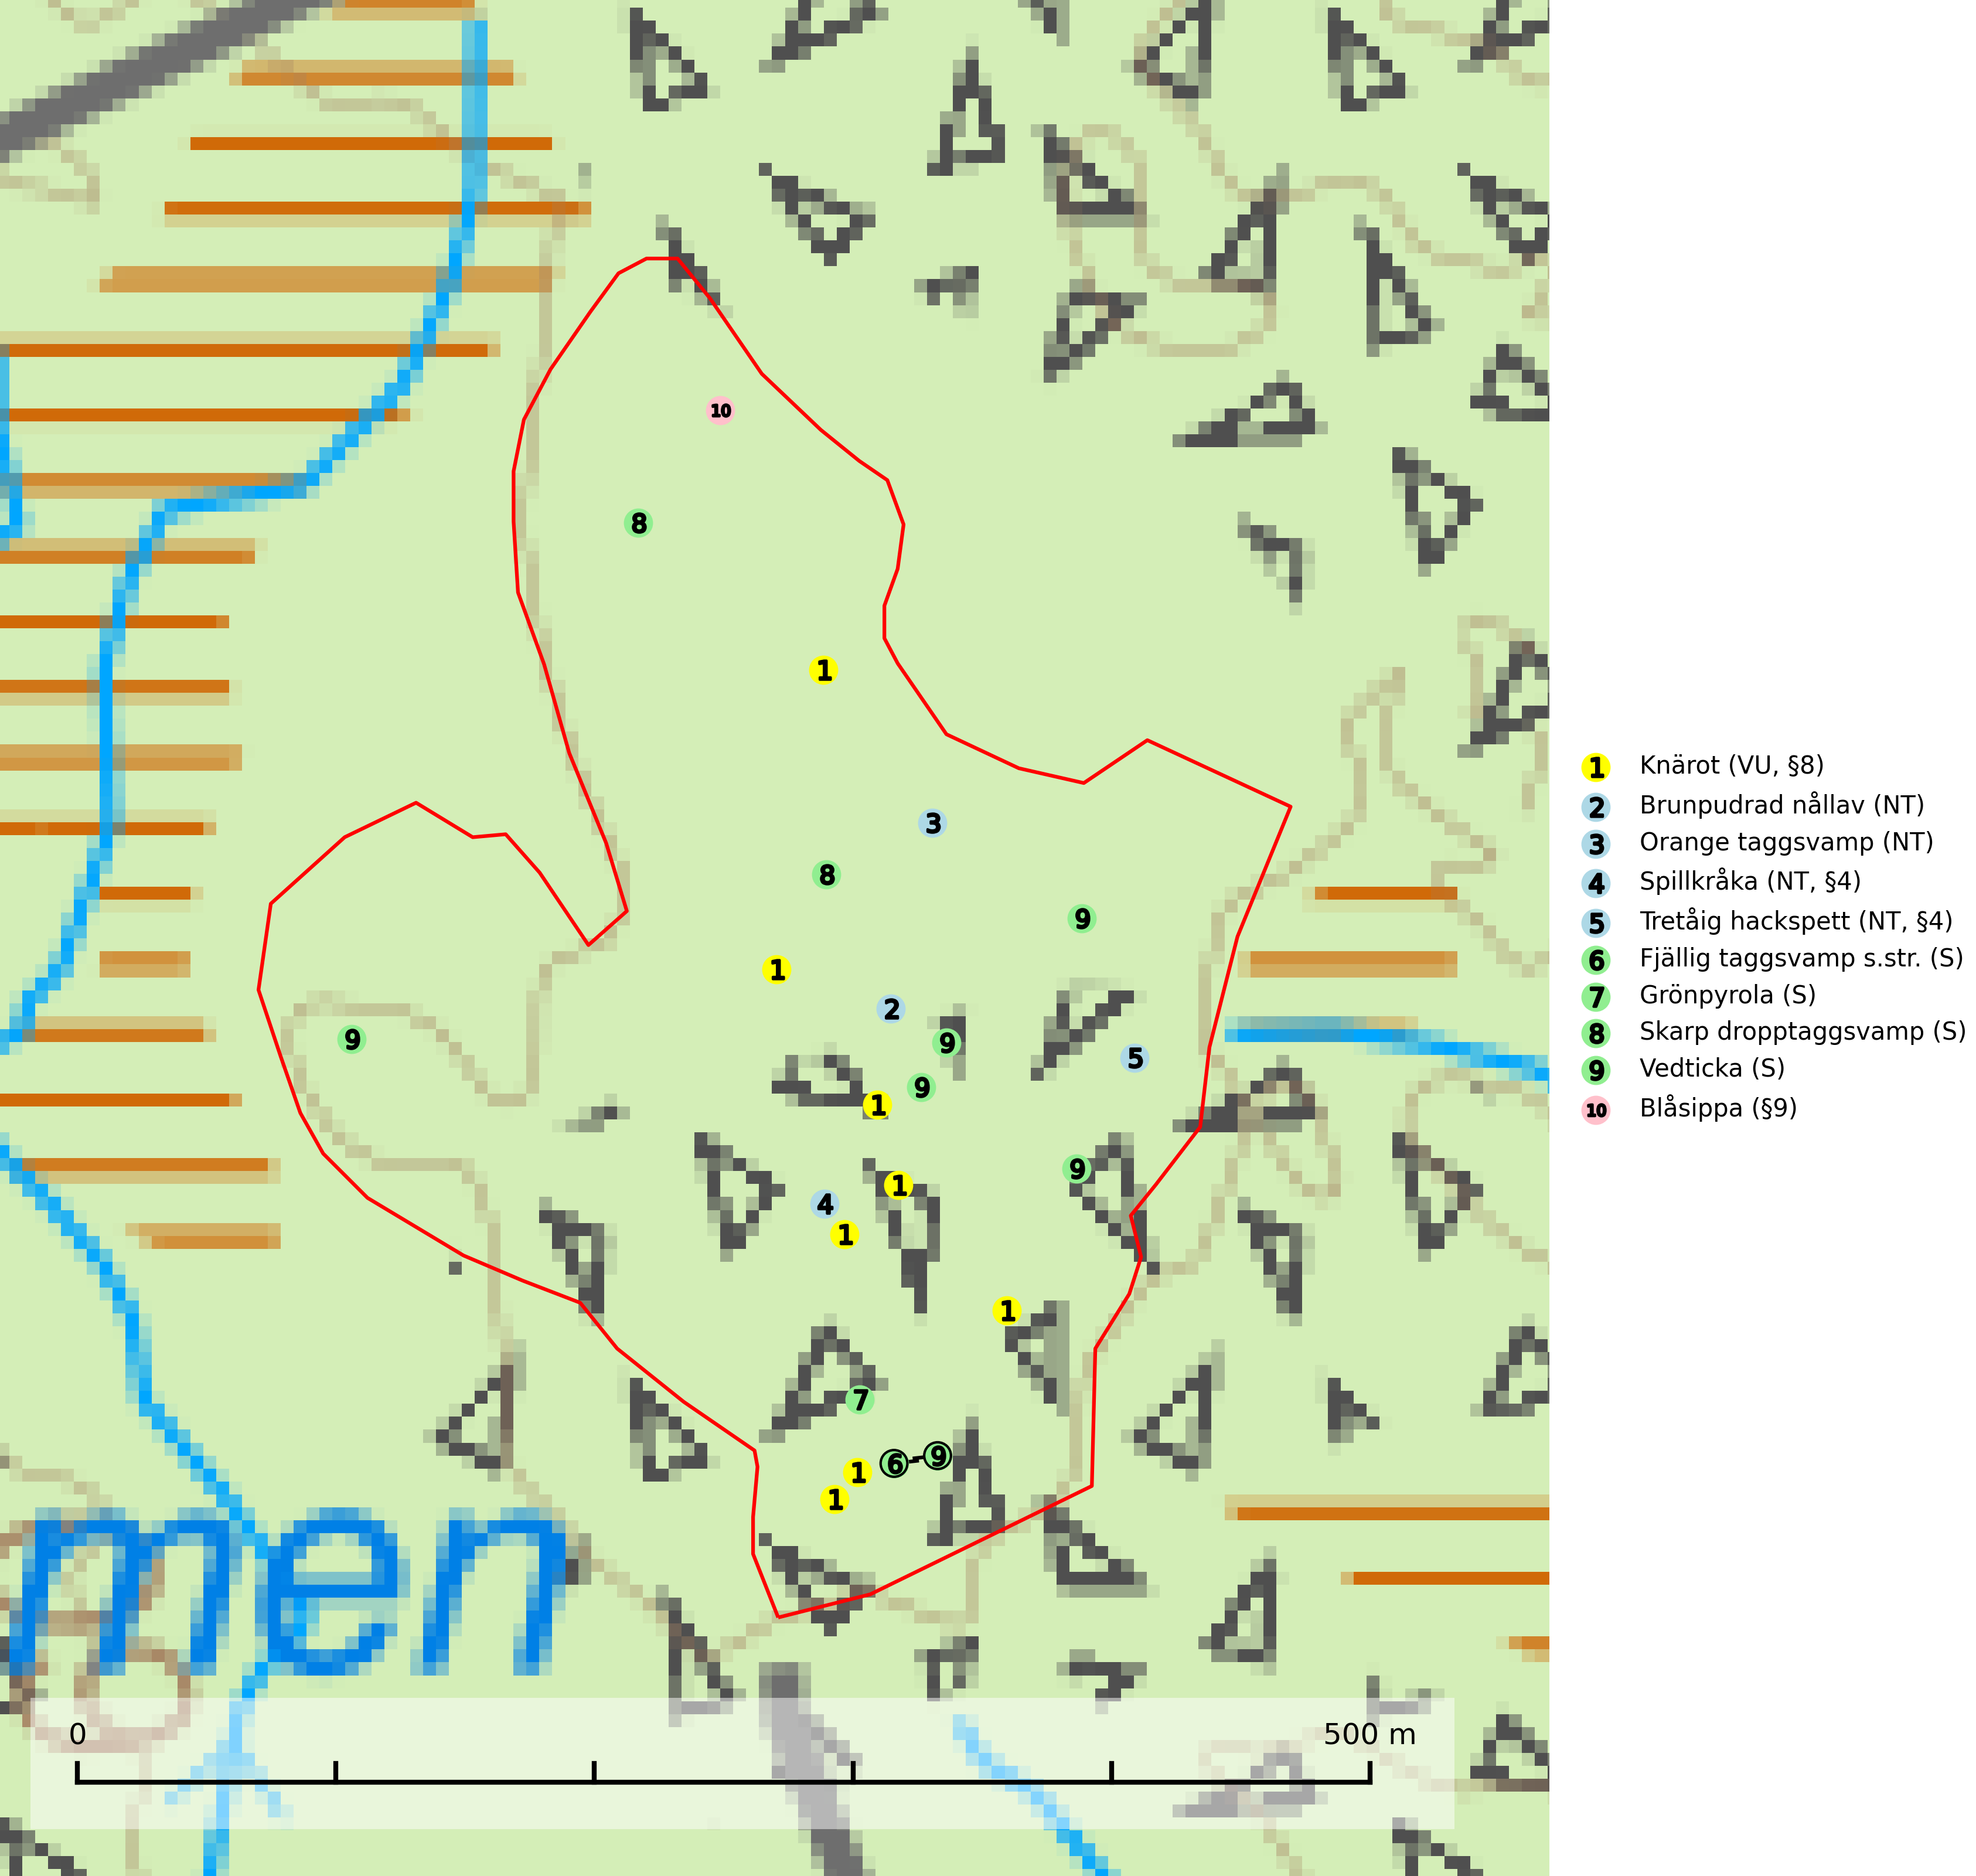 10
8
1
3
8
9
1
2
9
9
5
9
1
9
1
4
1
1
7
9
6
1
1
men
0 500 m
1 Knärot (VU, §8)
2 Brunpudrad nållav (NT)
3 Orange taggsvamp (NT)
4 Spillkråka (NT, §4)
5 Tretåig hackspett (NT, §4)
6 Fjällig taggsvamp s.str. (S)
7 Grönpyrola (S)
8 Skarp dropptaggsvamp (S)
9 Vedticka (S)
10 Blåsippa (§9)